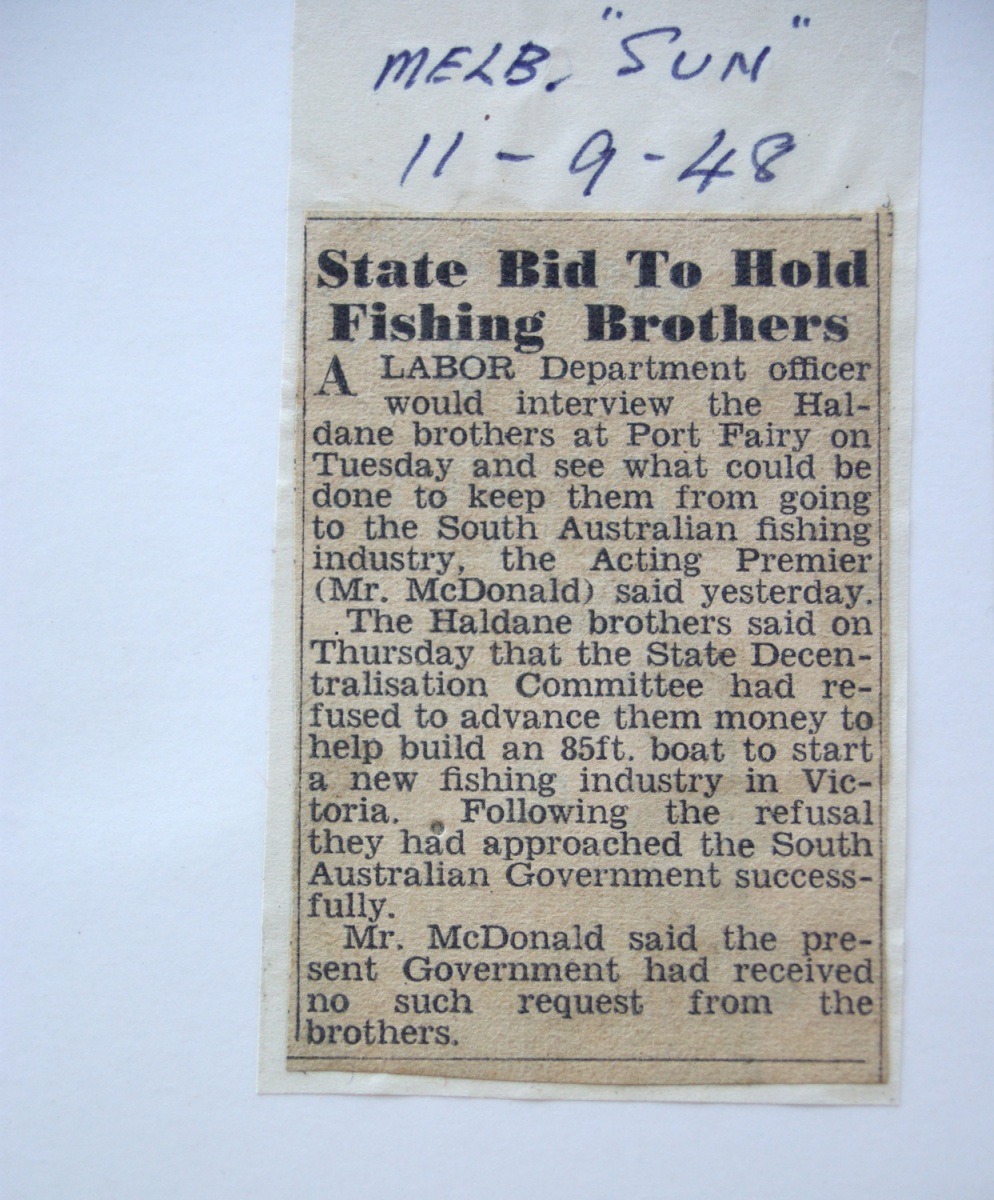 MELB. "SUN"
11-9-48
State Bid To Hold
Fishing Brothers
A LABOR Department officer
would interview the Hal-
dane brothers at Port Fairy on
Tuesday and see what could be
done to keep them from going
to the South Australian fishing
industry, the Acting Premier
(Mr. McDonald) said yesterday.
The Haldane brothers said on
Thursday that the State Decen-
tralisation Committee had re-
fused to advance them money to
help build an 85ft. boat to start
a new fishing industry in Vic-
toria. Following the refusal
they had approached the South
Australian Government success-
fully.
Mr. McDonald said the pre-
sent Government had received
no such request from the
brothers.